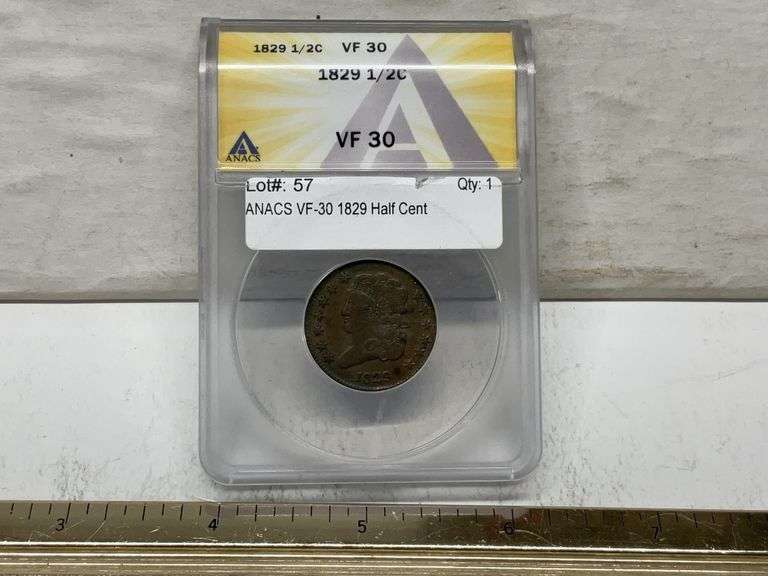 1829 1/2C VF 30
1829 1/2C
VF 30
ANACS
Lot#: 57 Qty: 1
ANACS VF-30 1829 Half Cent
1829
3 4 5 6 7